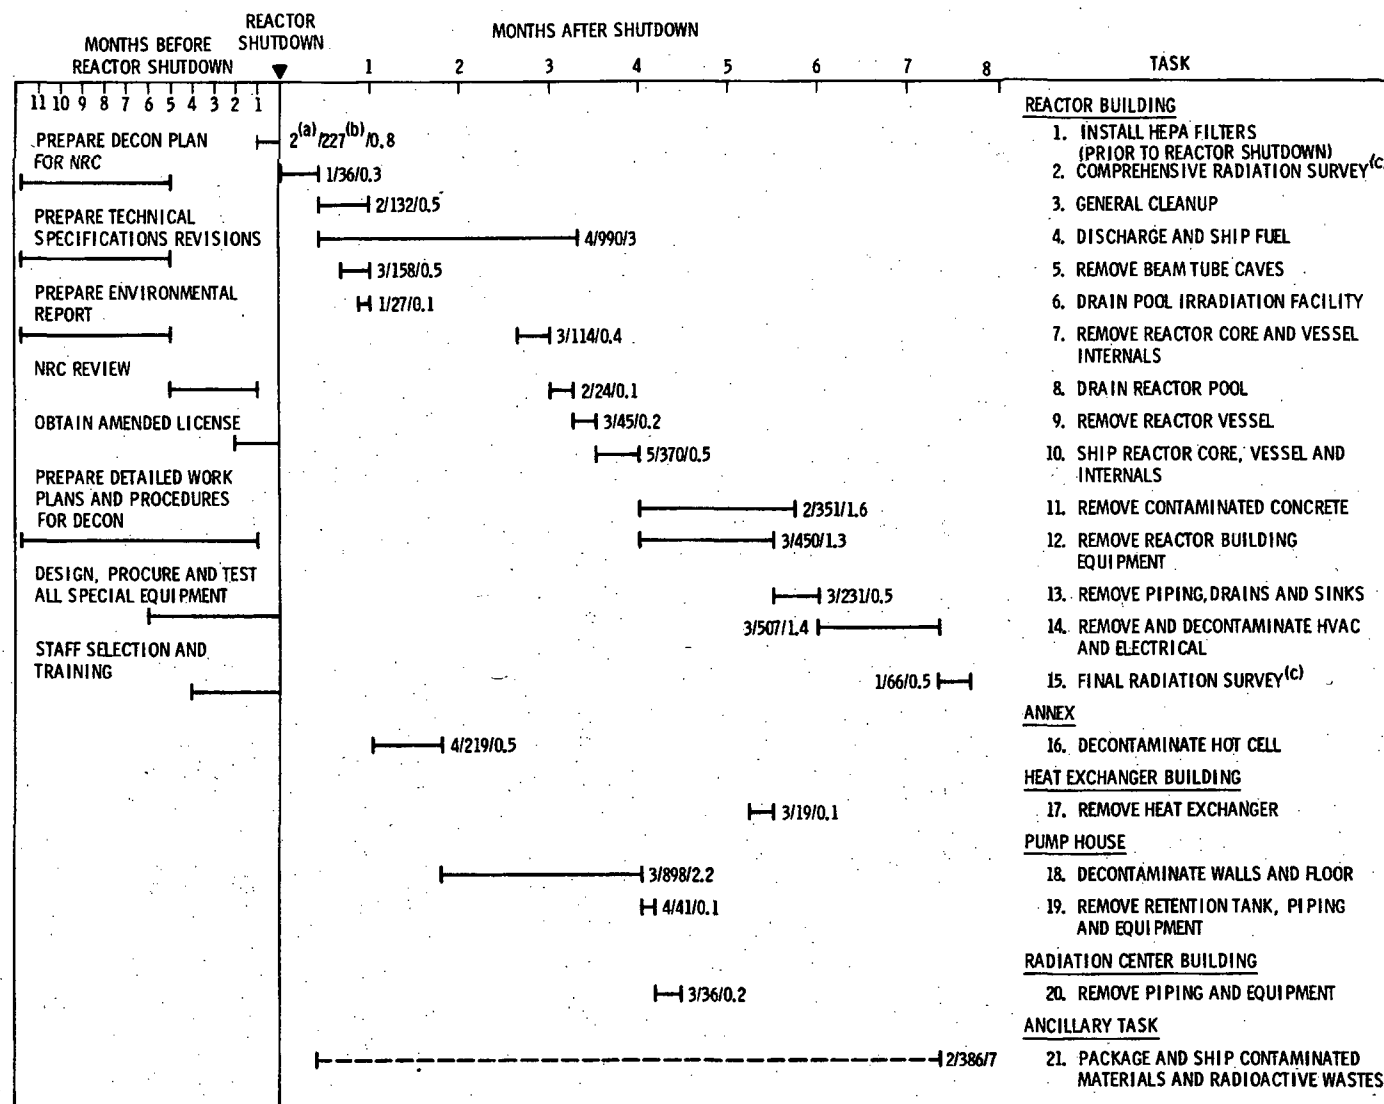 MONTHS BEFORE
REACTOR SHUTDOWN
REACTOR
SHUTDOWN
MONTHS AFTER SHUTDOWN
TASK
11 10 9 8 7 6 5 4 3 2 1
1 2 3 4 5 6 7 8
PREPARE DECON PLAN
FOR NRC
PREPARE TECHNICAL
SPECIFICATIONS REVISIONS
PREPARE ENVIRONMENTAL
REPORT
NRC REVIEW
OBTAIN AMENDED LICENSE
PREPARE DETAILED WORK
PLANS AND PROCEDURES
FOR DECON
DESIGN, PROCURE AND TEST
ALL SPECIAL EQUIPMENT
STAFF SELECTION AND
TRAINING
2(a)/227(b)/0.8
1/36/0.3
2/132/0.5
4/990/3
3/158/0.5
1/27/0.1
3/114/0.4
2/24/0.1
3/45/0.2
5/370/0.5
2/351/1.6
3/450/1.3
3/231/0.5
3/507/1.4
1/66/0.5
4/219/0.5
3/19/0.1
3/898/2.2
4/41/0.1
3/36/0.2
2/386/7
REACTOR BUILDING
1. INSTALL HEPA FILTERS
(PRIOR TO REACTOR SHUTDOWN)
2. COMPREHENSIVE RADIATION SURVEY(c
3. GENERAL CLEANUP
4. DISCHARGE AND SHIP FUEL
5. REMOVE BEAM TUBE CAVES
6. DRAIN POOL IRRADIATION FACILITY
7. REMOVE REACTOR CORE AND VESSEL
INTERNALS
8. DRAIN REACTOR POOL
9. REMOVE REACTOR VESSEL
10. SHIP REACTOR CORE, VESSEL AND
INTERNALS
11. REMOVE CONTAMINATED CONCRETE
12. REMOVE REACTOR BUILDING
EQUIPMENT
13. REMOVE PIPING, DRAINS AND SINKS
14. REMOVE AND DECONTAMINATE HVAC
AND ELECTRICAL
15. FINAL RADIATION SURVEY(c)
ANNEX
16. DECONTAMINATE HOT CELL
HEAT EXCHANGER BUILDING
17. REMOVE HEAT EXCHANGER
PUMP HOUSE
18. DECONTAMINATE WALLS AND FLOOR
19. REMOVE RETENTION TANK, PIPING
AND EQUIPMENT
RADIATION CENTER BUILDING
20. REMOVE PIPING AND EQUIPMENT
ANCILLARY TASK
21. PACKAGE AND SHIP CONTAMINATED
MATERIALS AND RADIOACTIVE WASTES